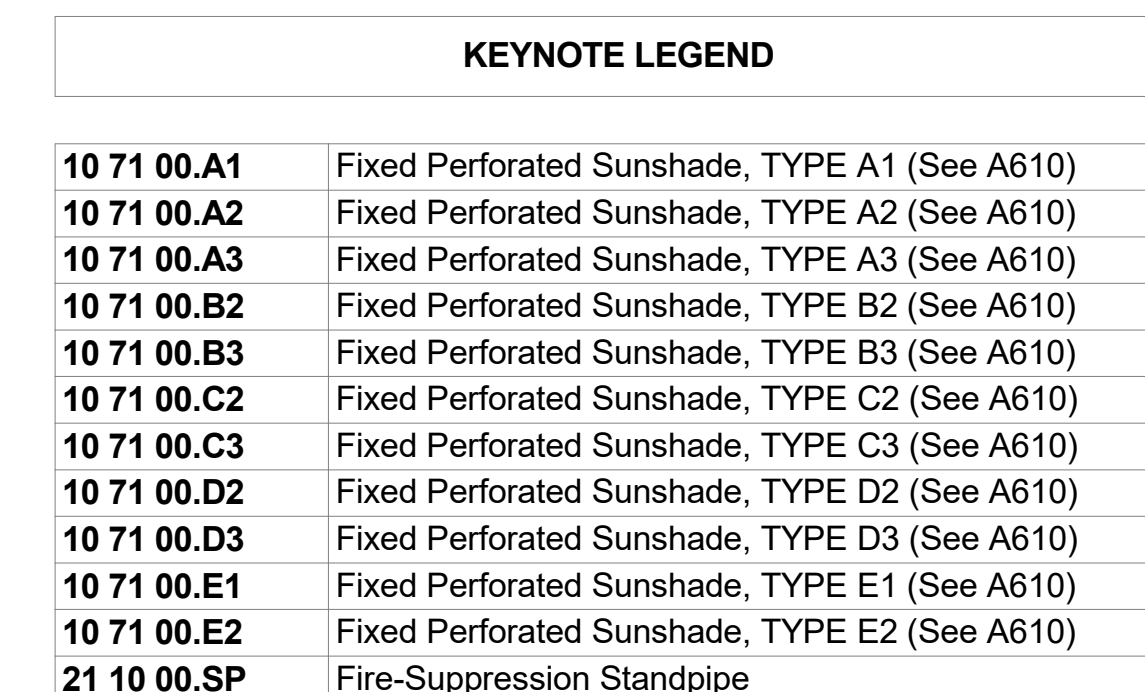 KEYNOTE LEGEND
10 71 00.A1 Fixed Perforated Sunshade, TYPE A1 (See A610)
10 71 00.A2 Fixed Perforated Sunshade, TYPE A2 (See A610)
10 71 00.A3 Fixed Perforated Sunshade, TYPE A3 (See A610)
10 71 00.B2 Fixed Perforated Sunshade, TYPE B2 (See A610)
10 71 00.B3 Fixed Perforated Sunshade, TYPE B3 (See A610)
10 71 00.C2 Fixed Perforated Sunshade, TYPE C2 (See A610)
10 71 00.C3 Fixed Perforated Sunshade, TYPE C3 (See A610)
10 71 00.D2 Fixed Perforated Sunshade, TYPE D2 (See A610)
10 71 00.D3 Fixed Perforated Sunshade, TYPE D3 (See A610)
10 71 00.E1 Fixed Perforated Sunshade, TYPE E1 (See A610)
10 71 00.E2 Fixed Perforated Sunshade, TYPE E2 (See A610)
21 10 00.SP Fire-Suppression Standpipe